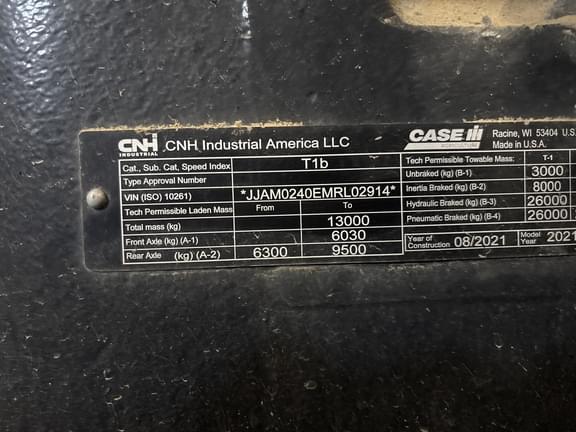 CNH INDUSTRIAL CNH Industrial America LLC CASE IH AGRICULTURE Racine, WI 53404 U.S.
Made in U.S.A.
Cat., Sub. Cat, Speed Index T1b Tech Permissible Towable Mass: T-1
Type Approval Number Unbraked (kg) (B-1) 3000
VIN (ISO) 10261) *JJAM0240EMRL02914* Inertia Braked (kg) (B-2) 8000
Tech Permissible Laden Mass From To Hydraulic Braked (kg) (B-3) 26000
Total mass (kg) 13000 Pneumatic Braked (kg) (B-4) 26000
Front Axle (kg) (A-1) 6030
Rear Axle (kg) (A-2) 6300 9500
Year of Construction 08/2021 Model Year 2021